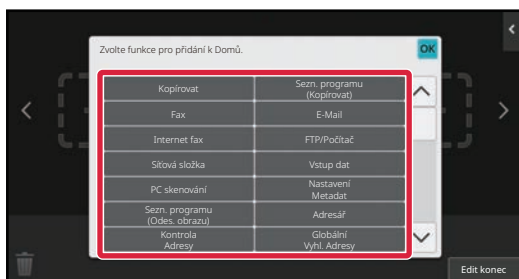 Zvolte funkce pro přidání k Domů.
OK
Kopírovat
Sezn. programu
(Kopírovat)
Fax
E-Mail
Internet fax
FTP/Počítač
Síťová složka
Vstup dat
PC skenování
Nastavení
Metadat
Sezn. programu
(Odes. obrazu)
Adresář
Kontrola
Adresy
Globální
Vyhl. Adresy
Edit konec